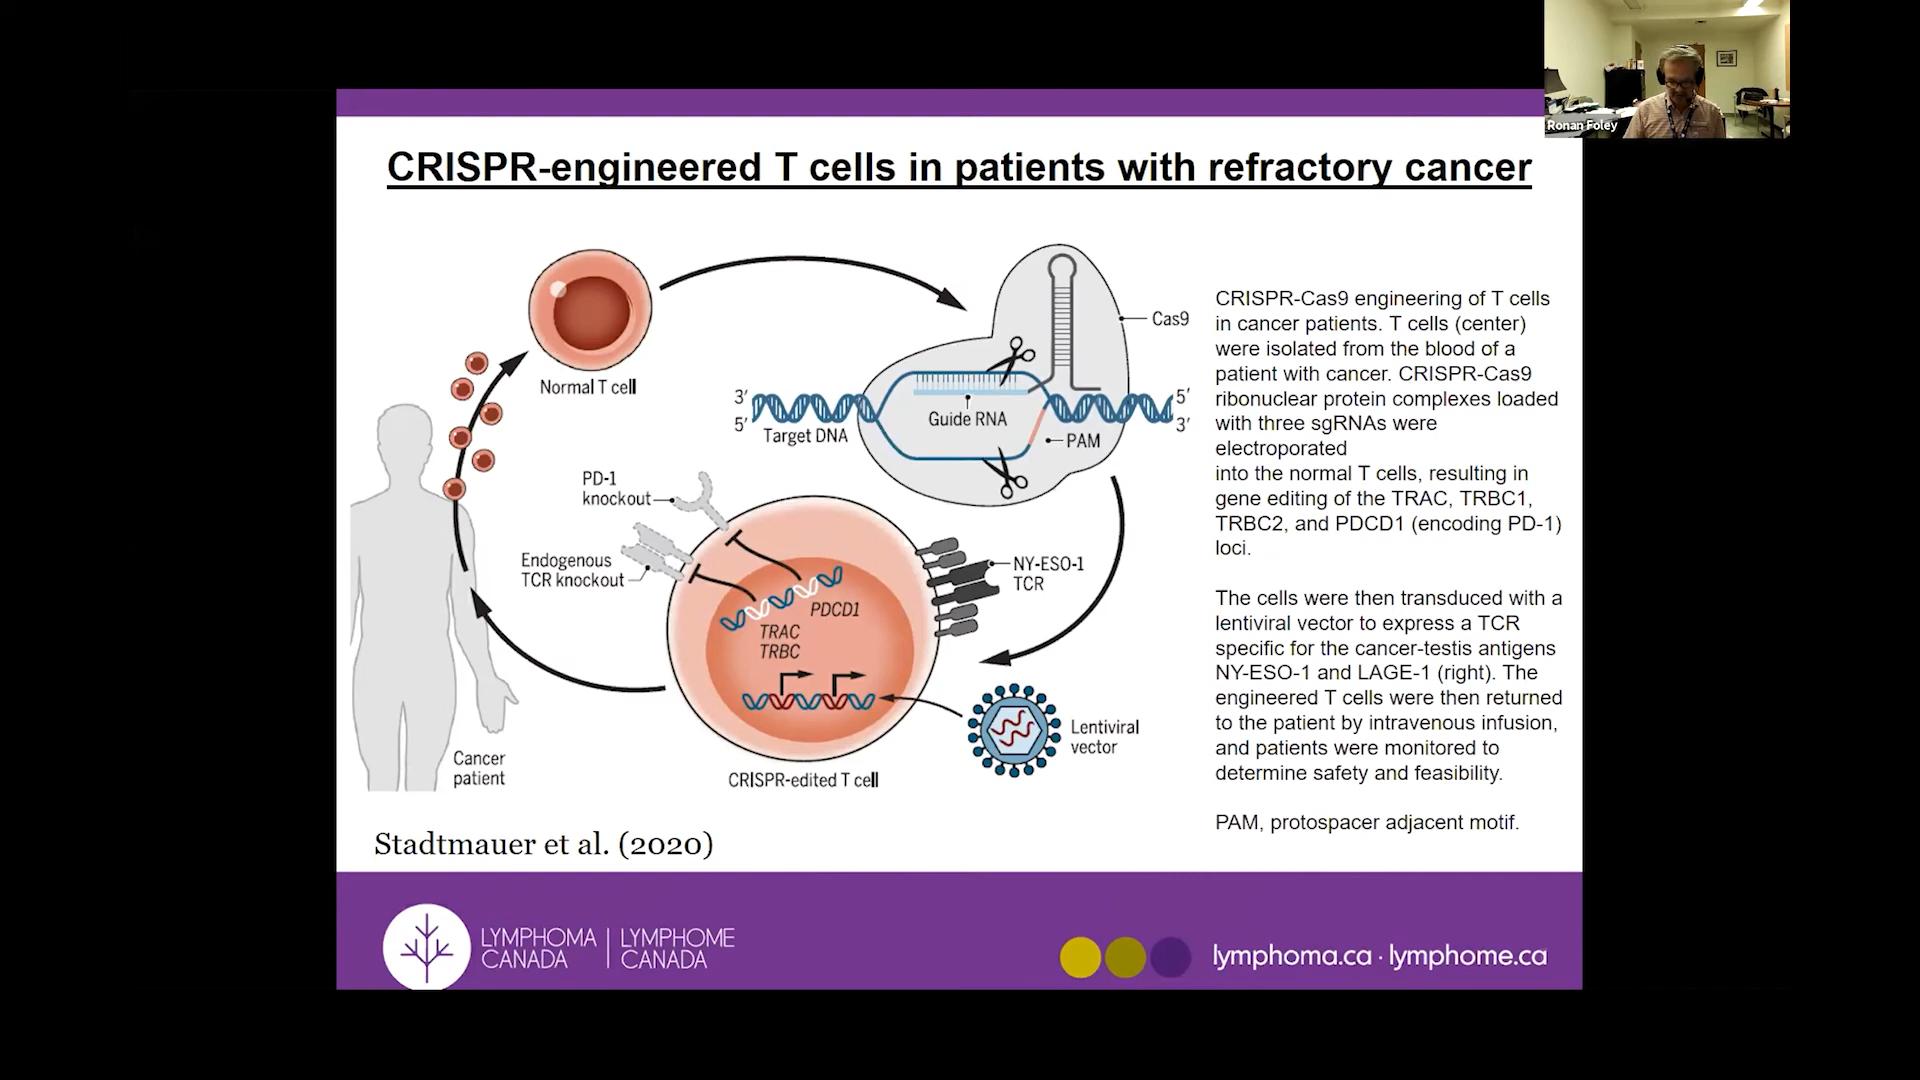 Ronan Foley
CRISPR-engineered T cells in patients with refractory cancer
Normal T cell
Cas9
3'
5'
Target DNA
Guide RNA
PAM
5'
3'
PD-1
knockout
Endogenous
TCR knockout
PDCD1
TRAC
TRBC
NY-ESO-1
TCR
Lentiviral
vector
CRISPR-edited T cell
Cancer
patient
CRISPR-Cas9 engineering of T cells
in cancer patients. T cells (center)
were isolated from the blood of a
patient with cancer. CRISPR-Cas9
ribonuclear protein complexes loaded
with three sgRNAs were
electroporated
into the normal T cells, resulting in
gene editing of the TRAC, TRBC1,
TRBC2, and PDCD1 (encoding PD-1)
loci.
The cells were then transduced with a
lentiviral vector to express a TCR
specific for the cancer-testis antigens
NY-ESO-1 and LAGE-1 (right). The
engineered T cells were then returned
to the patient by intravenous infusion,
and patients were monitored to
determine safety and feasibility.
PAM, protospacer adjacent motif.
Stadtmauer et al. (2020)
LYMPHOMA
CANADA
LYMPHOME
CANADA
lymphoma.ca · lymphome.ca